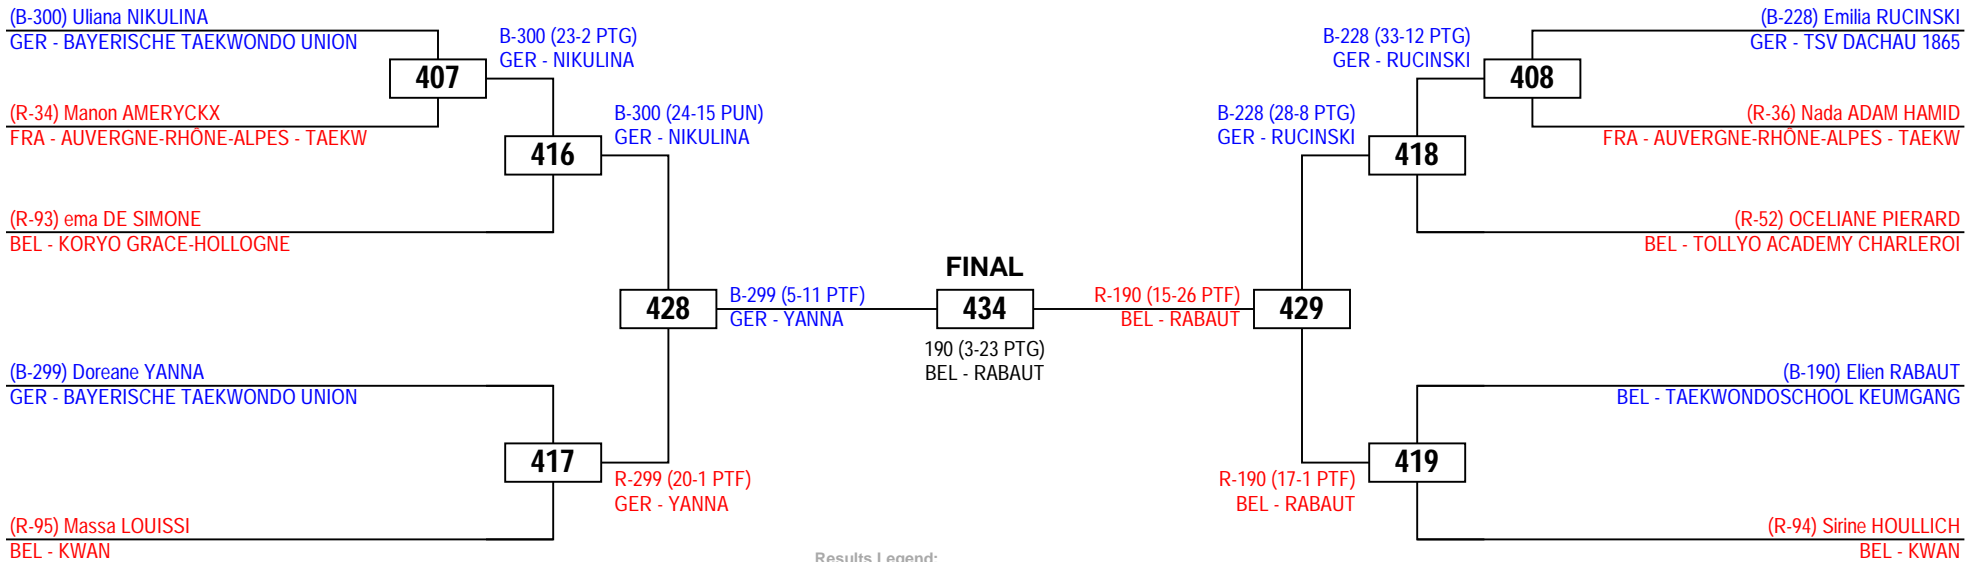 (B-300) Uliana NIKULINA
GER - BAYERISCHE TAEKWONDO UNION
407
(R-34) Manon AMERYCKX
FRA - AUVERGNE-RHÔNE-ALPES - TAEKW
B-300 (23-2 PTG)
GER - NIKULINA
416
(R-93) ema DE SIMONE
BEL - KORYO GRACE-HOLLOGNE
B-300 (24-15 PUN)
GER - NIKULINA
428
(B-299) Doreane YANNA
GER - BAYERISCHE TAEKWONDO UNION
417
(R-95) Massa LOUISSI
BEL - KWAN
R-299 (20-1 PTF)
GER - YANNA
B-299 (5-11 PTF)
GER - YANNA
FINAL
434
190 (3-23 PTG)
BEL - RABAUT
R-190 (15-26 PTF)
BEL - RABAUT
429
B-228 (28-8 PTG)
GER - RUCINSKI
418
B-228 (33-12 PTG)
GER - RUCINSKI
408
(B-228) Emilia RUCINSKI
GER - TSV DACHAU 1865
(R-36) Nada ADAM HAMID
FRA - AUVERGNE-RHÔNE-ALPES - TAEKW
(R-52) OCELIANE PIERARD
BEL - TOLLYO ACADEMY CHARLEROI
(B-190) Elien RABAUT
BEL - TAEKWONDOSCHOOL KEUMGANG
419
R-190 (17-1 PTF)
BEL - RABAUT
(R-94) Sirine HOULLICH
BEL - KWAN
Results Legend: